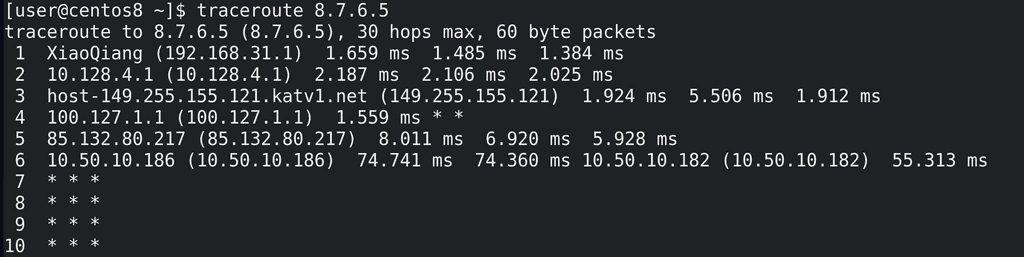 [user@centos8 ~]$ traceroute 8.7.6.5
traceroute to 8.7.6.5 (8.7.6.5), 30 hops max, 60 byte packets
 1  XiaoQiang (192.168.31.1)  1.659 ms  1.485 ms  1.384 ms
 2  10.128.4.1 (10.128.4.1)  2.187 ms  2.106 ms  2.025 ms
 3  host-149.255.155.121.katv1.net (149.255.155.121)  1.924 ms  5.506 ms  1.912 ms
 4  100.127.1.1 (100.127.1.1)  1.559 ms * *
 5  85.132.80.217 (85.132.80.217)  8.011 ms  6.920 ms  5.928 ms
 6  10.50.10.186 (10.50.10.186)  74.741 ms  74.360 ms 10.50.10.182 (10.50.10.182)  55.313 ms
 7  * * *
 8  * * *
 9  * * *
10  * * *